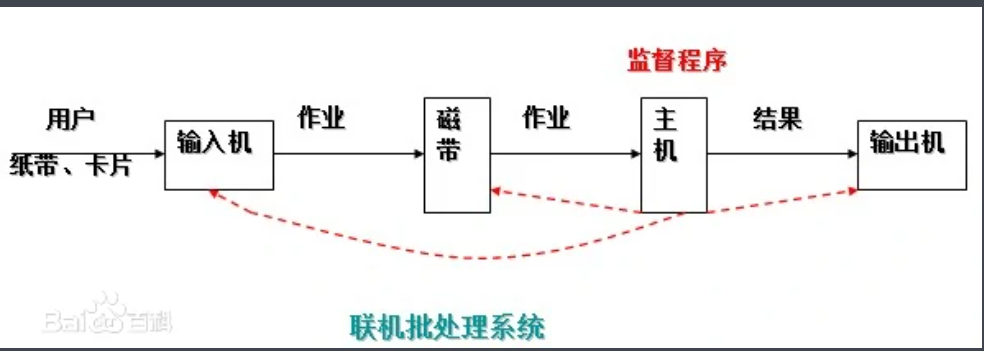 监督程序
用户
作业
作业
结果
输入机
磁带
主机
输出机
纸带、卡片
Bai百科
联机批处理系统